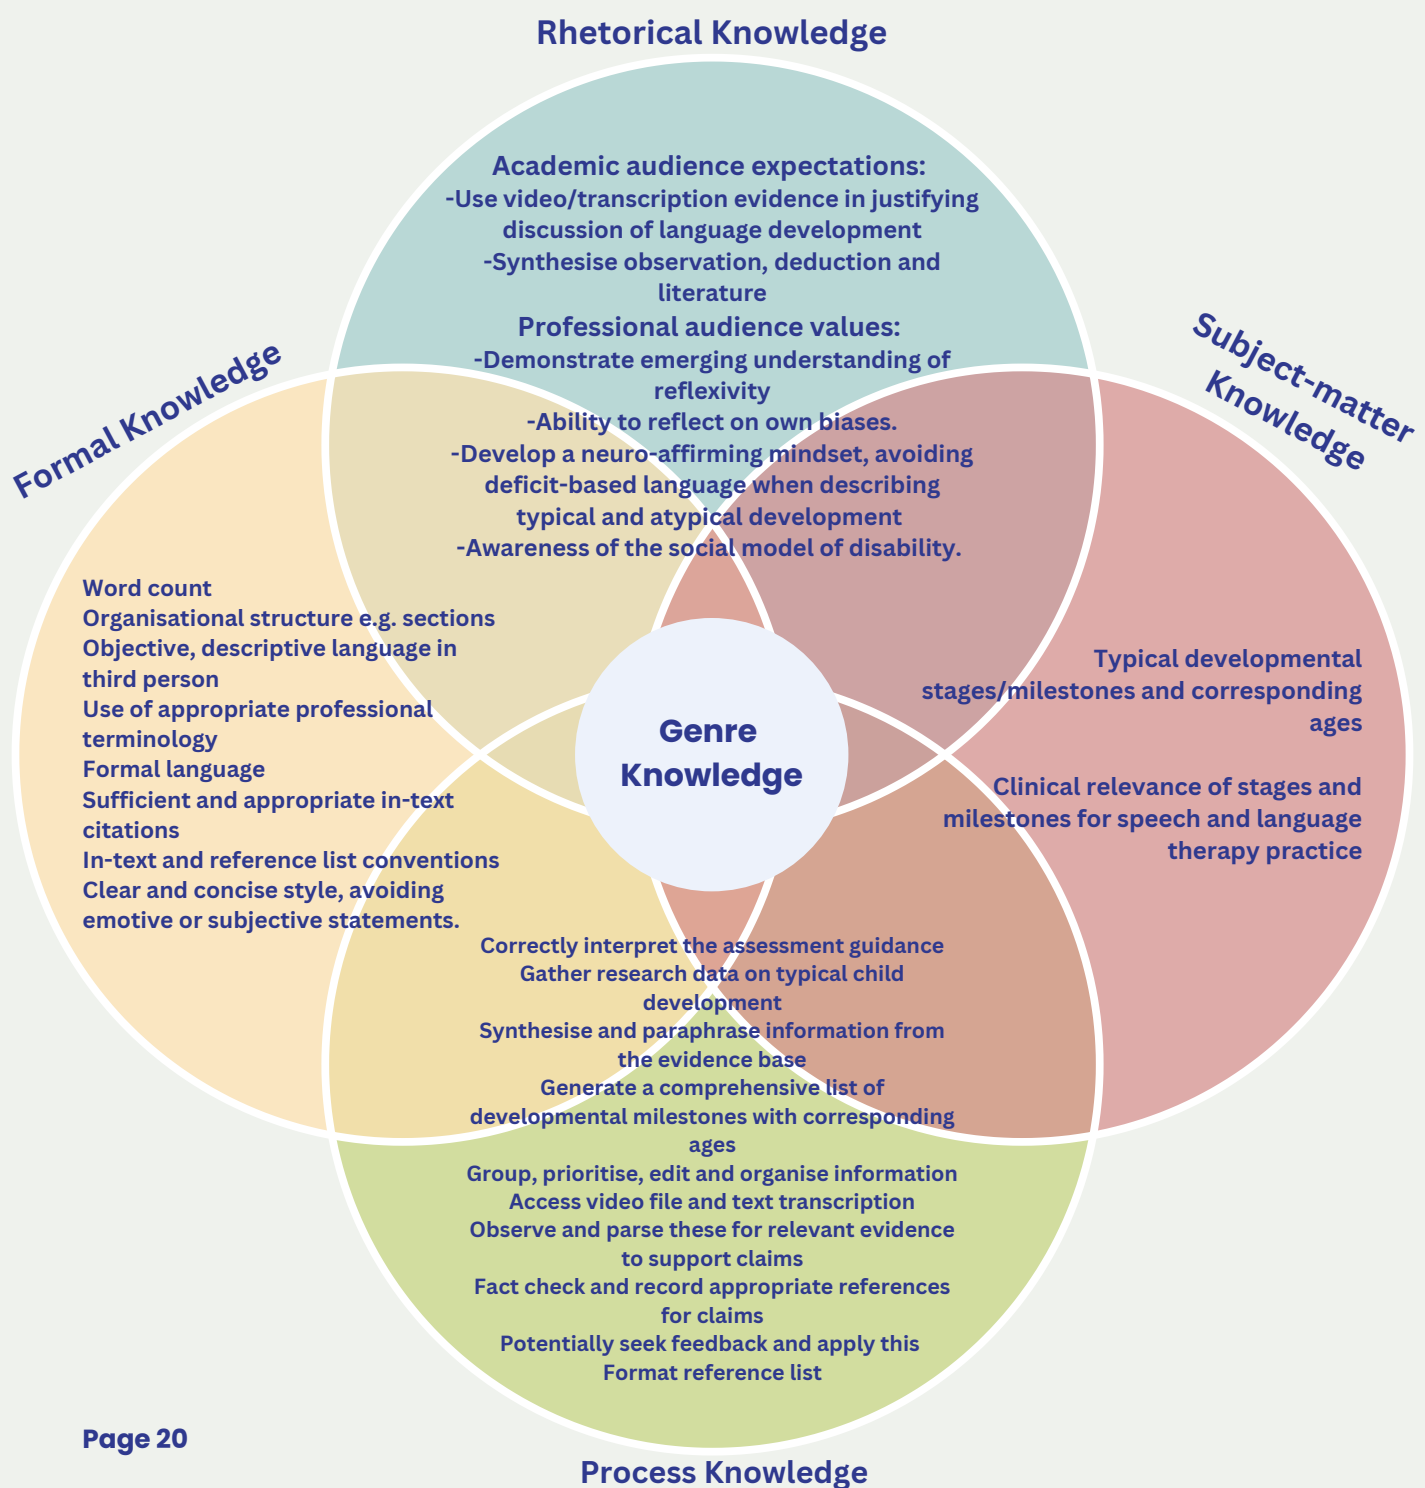 Rhetorical Knowledge
Academic audience expectations:
-Use video/transcription evidence in justifying
discussion of language development
-Synthesise observation, deduction and
literature
Professional audience values:
-Demonstrate emerging understanding of
reflexivity
-Ability to reflect on own biases.
-Develop a neuro-affirming mindset, avoiding
deficit-based language when describing
typical and atypical development
-Awareness of the social model of disability.
Formal Knowledge
Word count
Organisational structure e.g. sections
Objective, descriptive language in
third person
Use of appropriate professional
terminology
Formal language
Sufficient and appropriate in-text
citations
In-text and reference list conventions
Clear and concise style, avoiding
emotive or subjective statements.
Genre
Knowledge
Subject-matter
Knowledge
Typical developmental
stages/milestones and corresponding
ages
Clinical relevance of stages and
milestones for speech and language
therapy practice
Correctly interpret the assessment guidance
Gather research data on typical child
development
Synthesise and paraphrase information from
the evidence base
Generate a comprehensive list of
developmental milestones with corresponding
ages
Group, prioritise, edit and organise information
Access video file and text transcription
Observe and parse these for relevant evidence
to support claims
Fact check and record appropriate references
for claims
Potentially seek feedback and apply this
Format reference list
Page 20
Process Knowledge